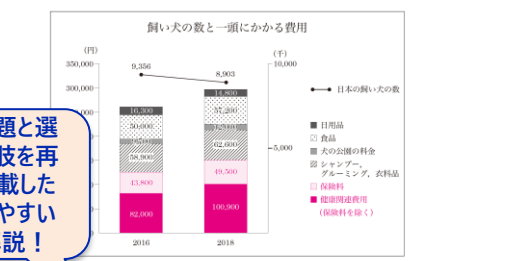 飼い犬の数と一頭にかかる費用
(円)
(千)
350,000
10,000
9,356
8,903
300,000
日本の飼い犬の数
14,800
16,300
57,200
50,000
日用品
食品
5,000
犬の公園の料金
62,600
58,900
シャンプー,
グルーミング, 衣料品
49,500
43,800
保険料
健康関連費用
(保険料を除く)
100,900
82,000
2016
2018
題と選
肢を再
載した
やすい
説！